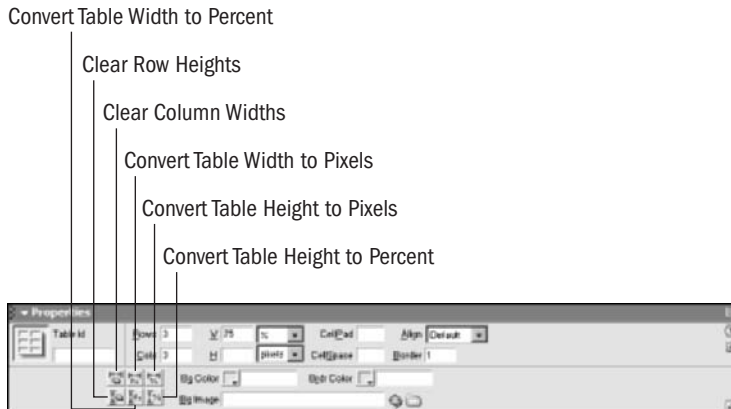 Convert Table Width to Percent
Clear Row Heights
Clear Column Widths
Convert Table Width to Pixels
Convert Table Height to Pixels
Convert Table Height to Percent
Properties
Table Id Rows 3 W 75 % CellPad Align Default
Cols 3 H pixels CellSpace Border 1
Bg Color Brdr Color
Bg Image